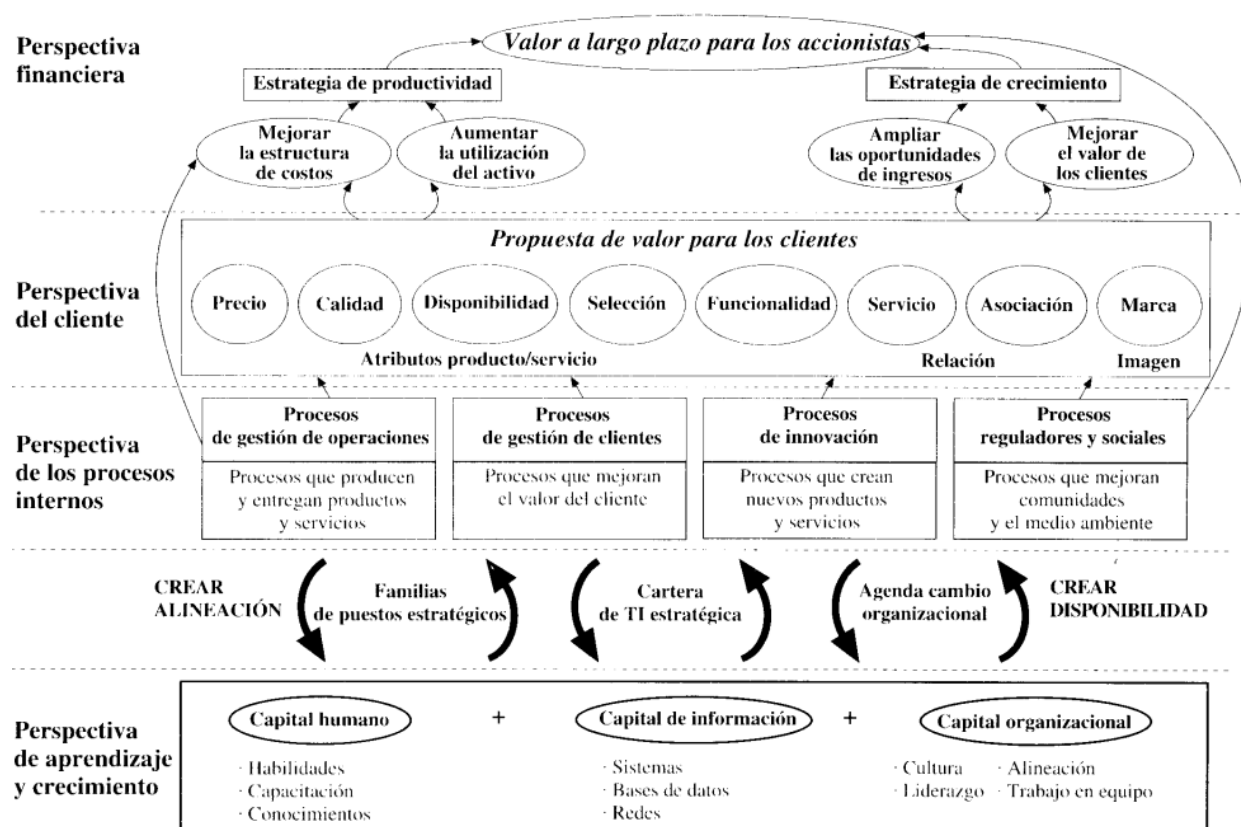 Perspectiva
financiera
Valor a largo plazo para los accionistas
Estrategia de productividad
Estrategia de crecimiento
Mejorar
la estructura
de costos
Aumentar
la utilización
del activo
Ampliar
las oportunidades
de ingresos
Mejorar
el valor de
los clientes
Perspectiva
del cliente
Propuesta de valor para los clientes
Precio
Calidad
Disponibilidad
Selección
Funcionalidad
Servicio
Asociación
Marca
Atributos producto/servicio
Relación
Imagen
Perspectiva
de los procesos
internos
Procesos
de gestión de operaciones
Procesos que producen
y entregan productos
y servicios
Procesos
de gestión de clientes
Procesos que mejoran
el valor del cliente
Procesos
de innovación
Procesos que crean
nuevos productos
y servicios
Procesos
reguladores y sociales
Procesos que mejoran
comunidades
y el medio ambiente
CREAR
ALINEACIÓN
Familias
de puestos estratégicos
Cartera
de TI estratégica
Agenda cambio
organizacional
CREAR
DISPONIBILIDAD
Perspectiva
de aprendizaje
y crecimiento
Capital humano
+
Capital de información
+
Capital organizacional
· Habilidades
· Capacitación
· Conocimientos
· Sistemas
· Bases de datos
· Redes
· Cultura
· Liderazgo
· Alineación
· Trabajo en equipo